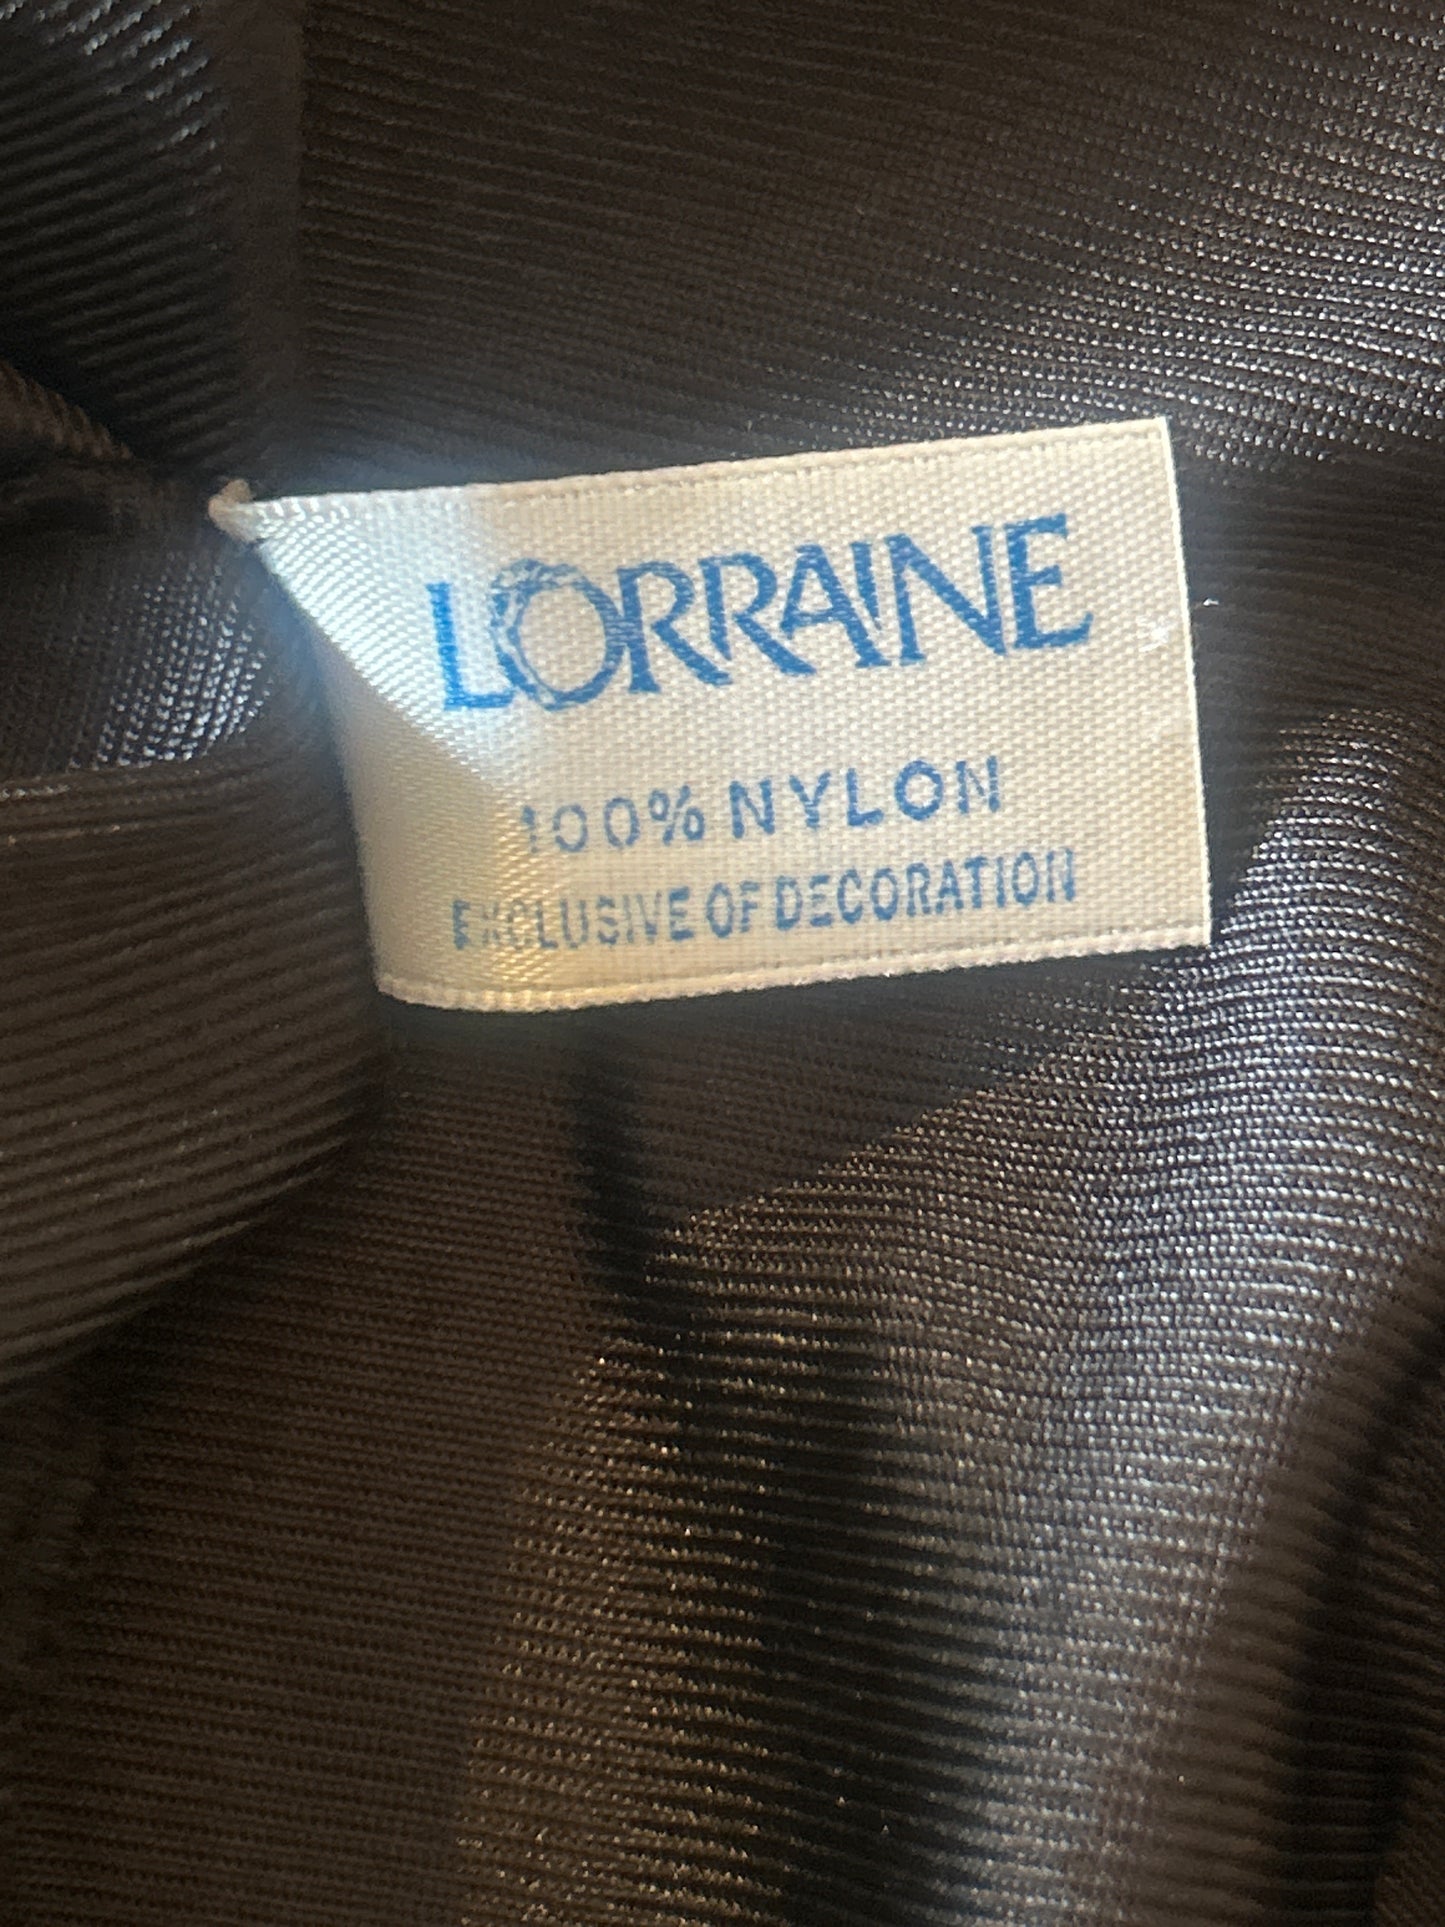 LORRAINE
100% NYLON
EXCLUSIVE OF DECORATION